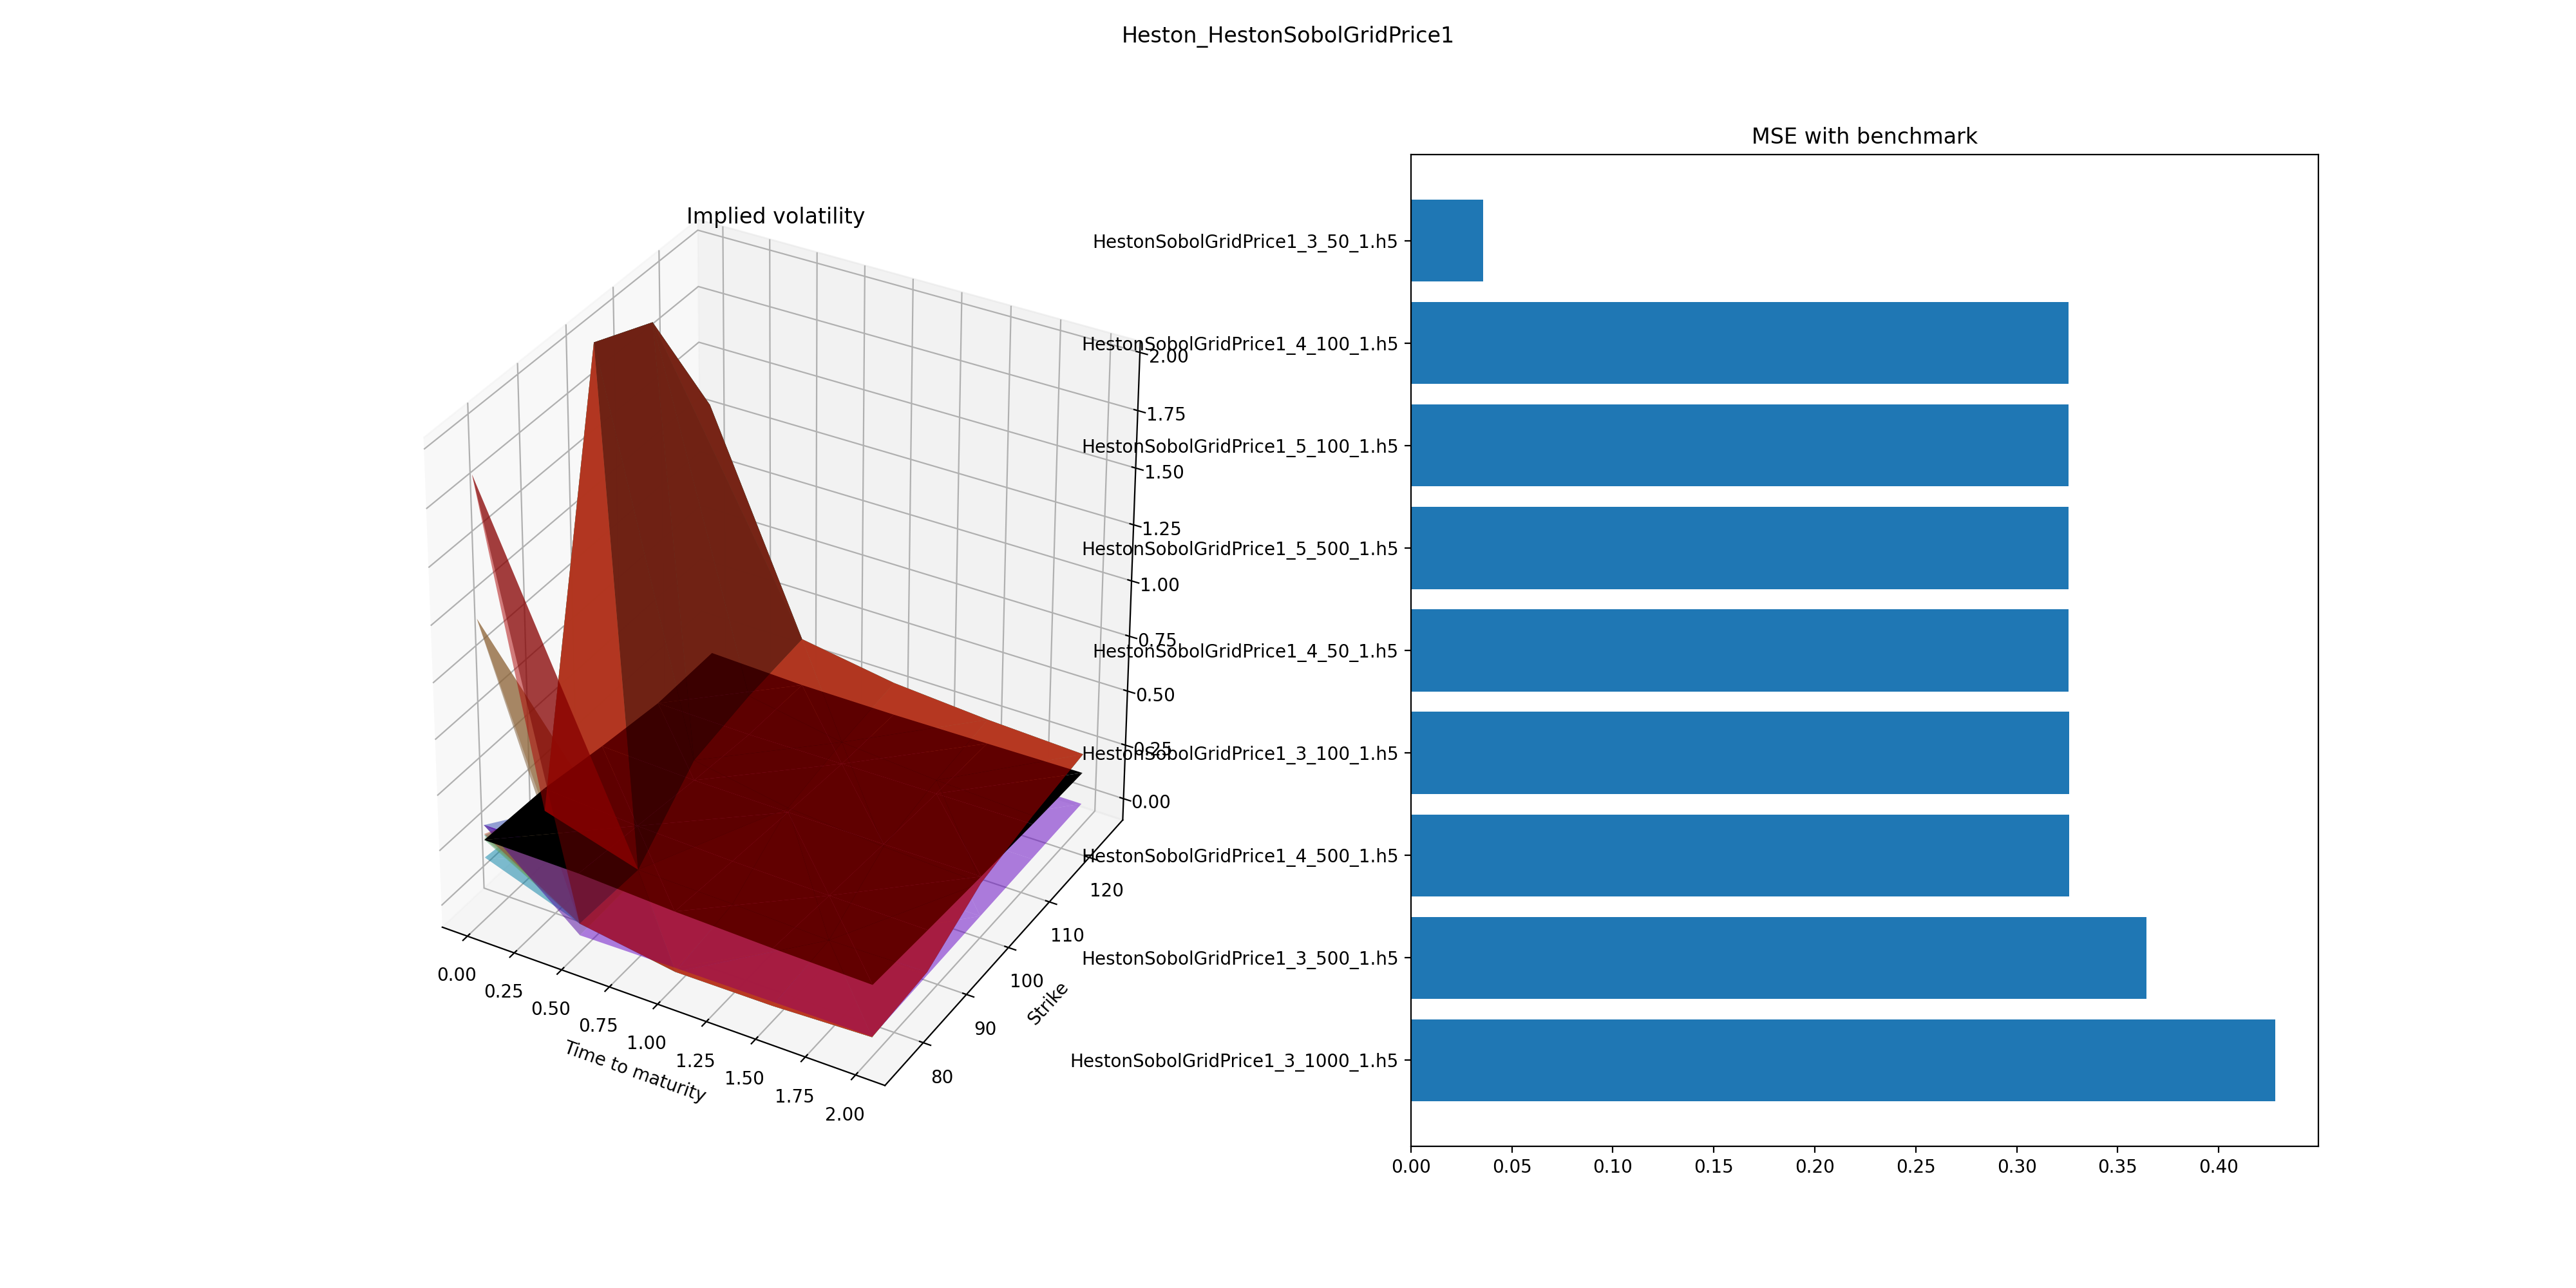 Heston_HestonSobolGridPrice1
Implied volatility
2.00
1.75
1.50
1.25
1.00
0.75
0.50
0.25
0.00
0.00
0.25
0.50
0.75
1.00
1.25
1.50
1.75
2.00
Time to maturity
80
90
100
110
120
Strike
MSE with benchmark
HestonSobolGridPrice1_3_50_1.h5
HestonSobolGridPrice1_4_100_1.h5
HestonSobolGridPrice1_5_100_1.h5
HestonSobolGridPrice1_5_500_1.h5
HestonSobolGridPrice1_4_50_1.h5
HestonSobolGridPrice1_3_100_1.h5
HestonSobolGridPrice1_4_500_1.h5
HestonSobolGridPrice1_3_500_1.h5
HestonSobolGridPrice1_3_1000_1.h5
0.00 0.05 0.10 0.15 0.20 0.25 0.30 0.35 0.40